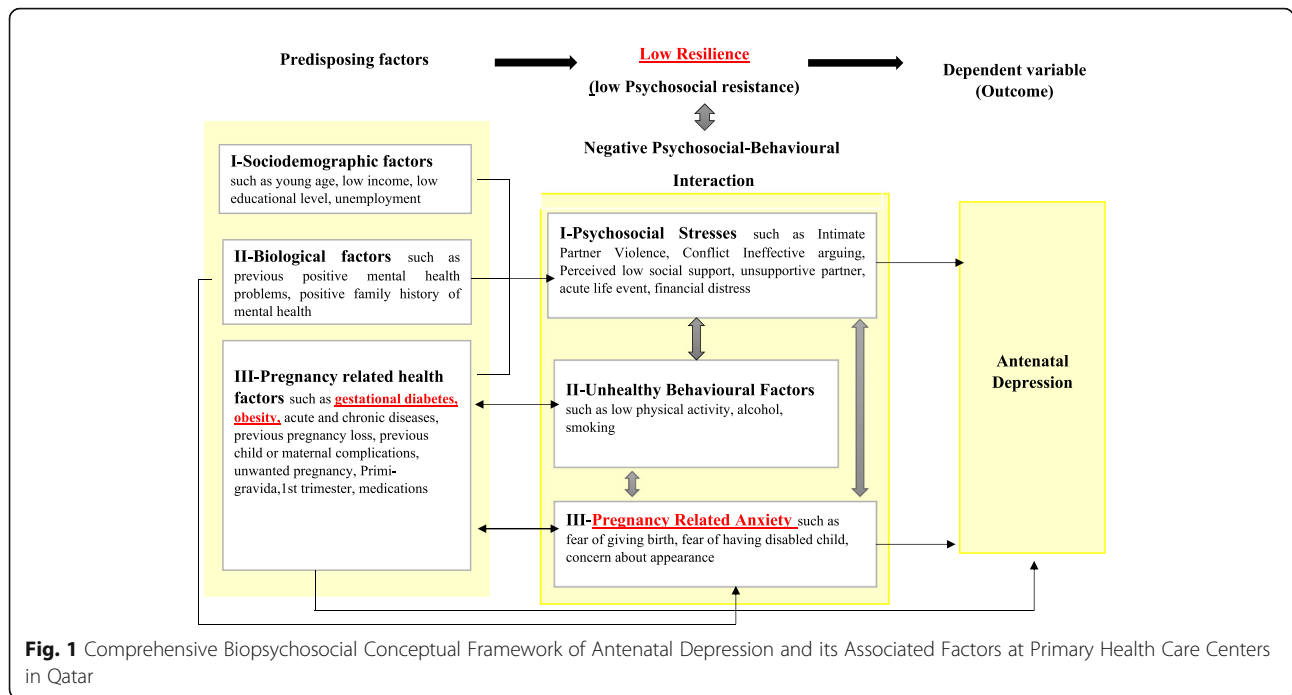 Predisposing factors
Low Resilience
(low Psychosocial resistance)
Dependent variable
(Outcome)
Negative Psychosocial-Behavioural
Interaction
I-Sociodemographic factors
such as young age, low income, low
educational level, unemployment
II-Biological factors such as
previous positive mental health
problems, positive family history of
mental health
III-Pregnancy related health
factors such as gestational diabetes,
obesity, acute and chronic diseases,
previous pregnancy loss, previous
child or maternal complications,
unwanted pregnancy, Primi-
gravida,1st trimester, medications
I-Psychosocial Stresses such as Intimate
Partner Violence, Conflict Ineffective arguing,
Perceived low social support, unsupportive partner,
acute life event, financial distress
II-Unhealthy Behavioural Factors
such as low physical activity, alcohol,
smoking
III-Pregnancy Related Anxiety such as
fear of giving birth, fear of having disabled child,
concern about appearance
Antenatal
Depression
Fig. 1 Comprehensive Biopsychosocial Conceptual Framework of Antenatal Depression and its Associated Factors at Primary Health Care Centers
in Qatar